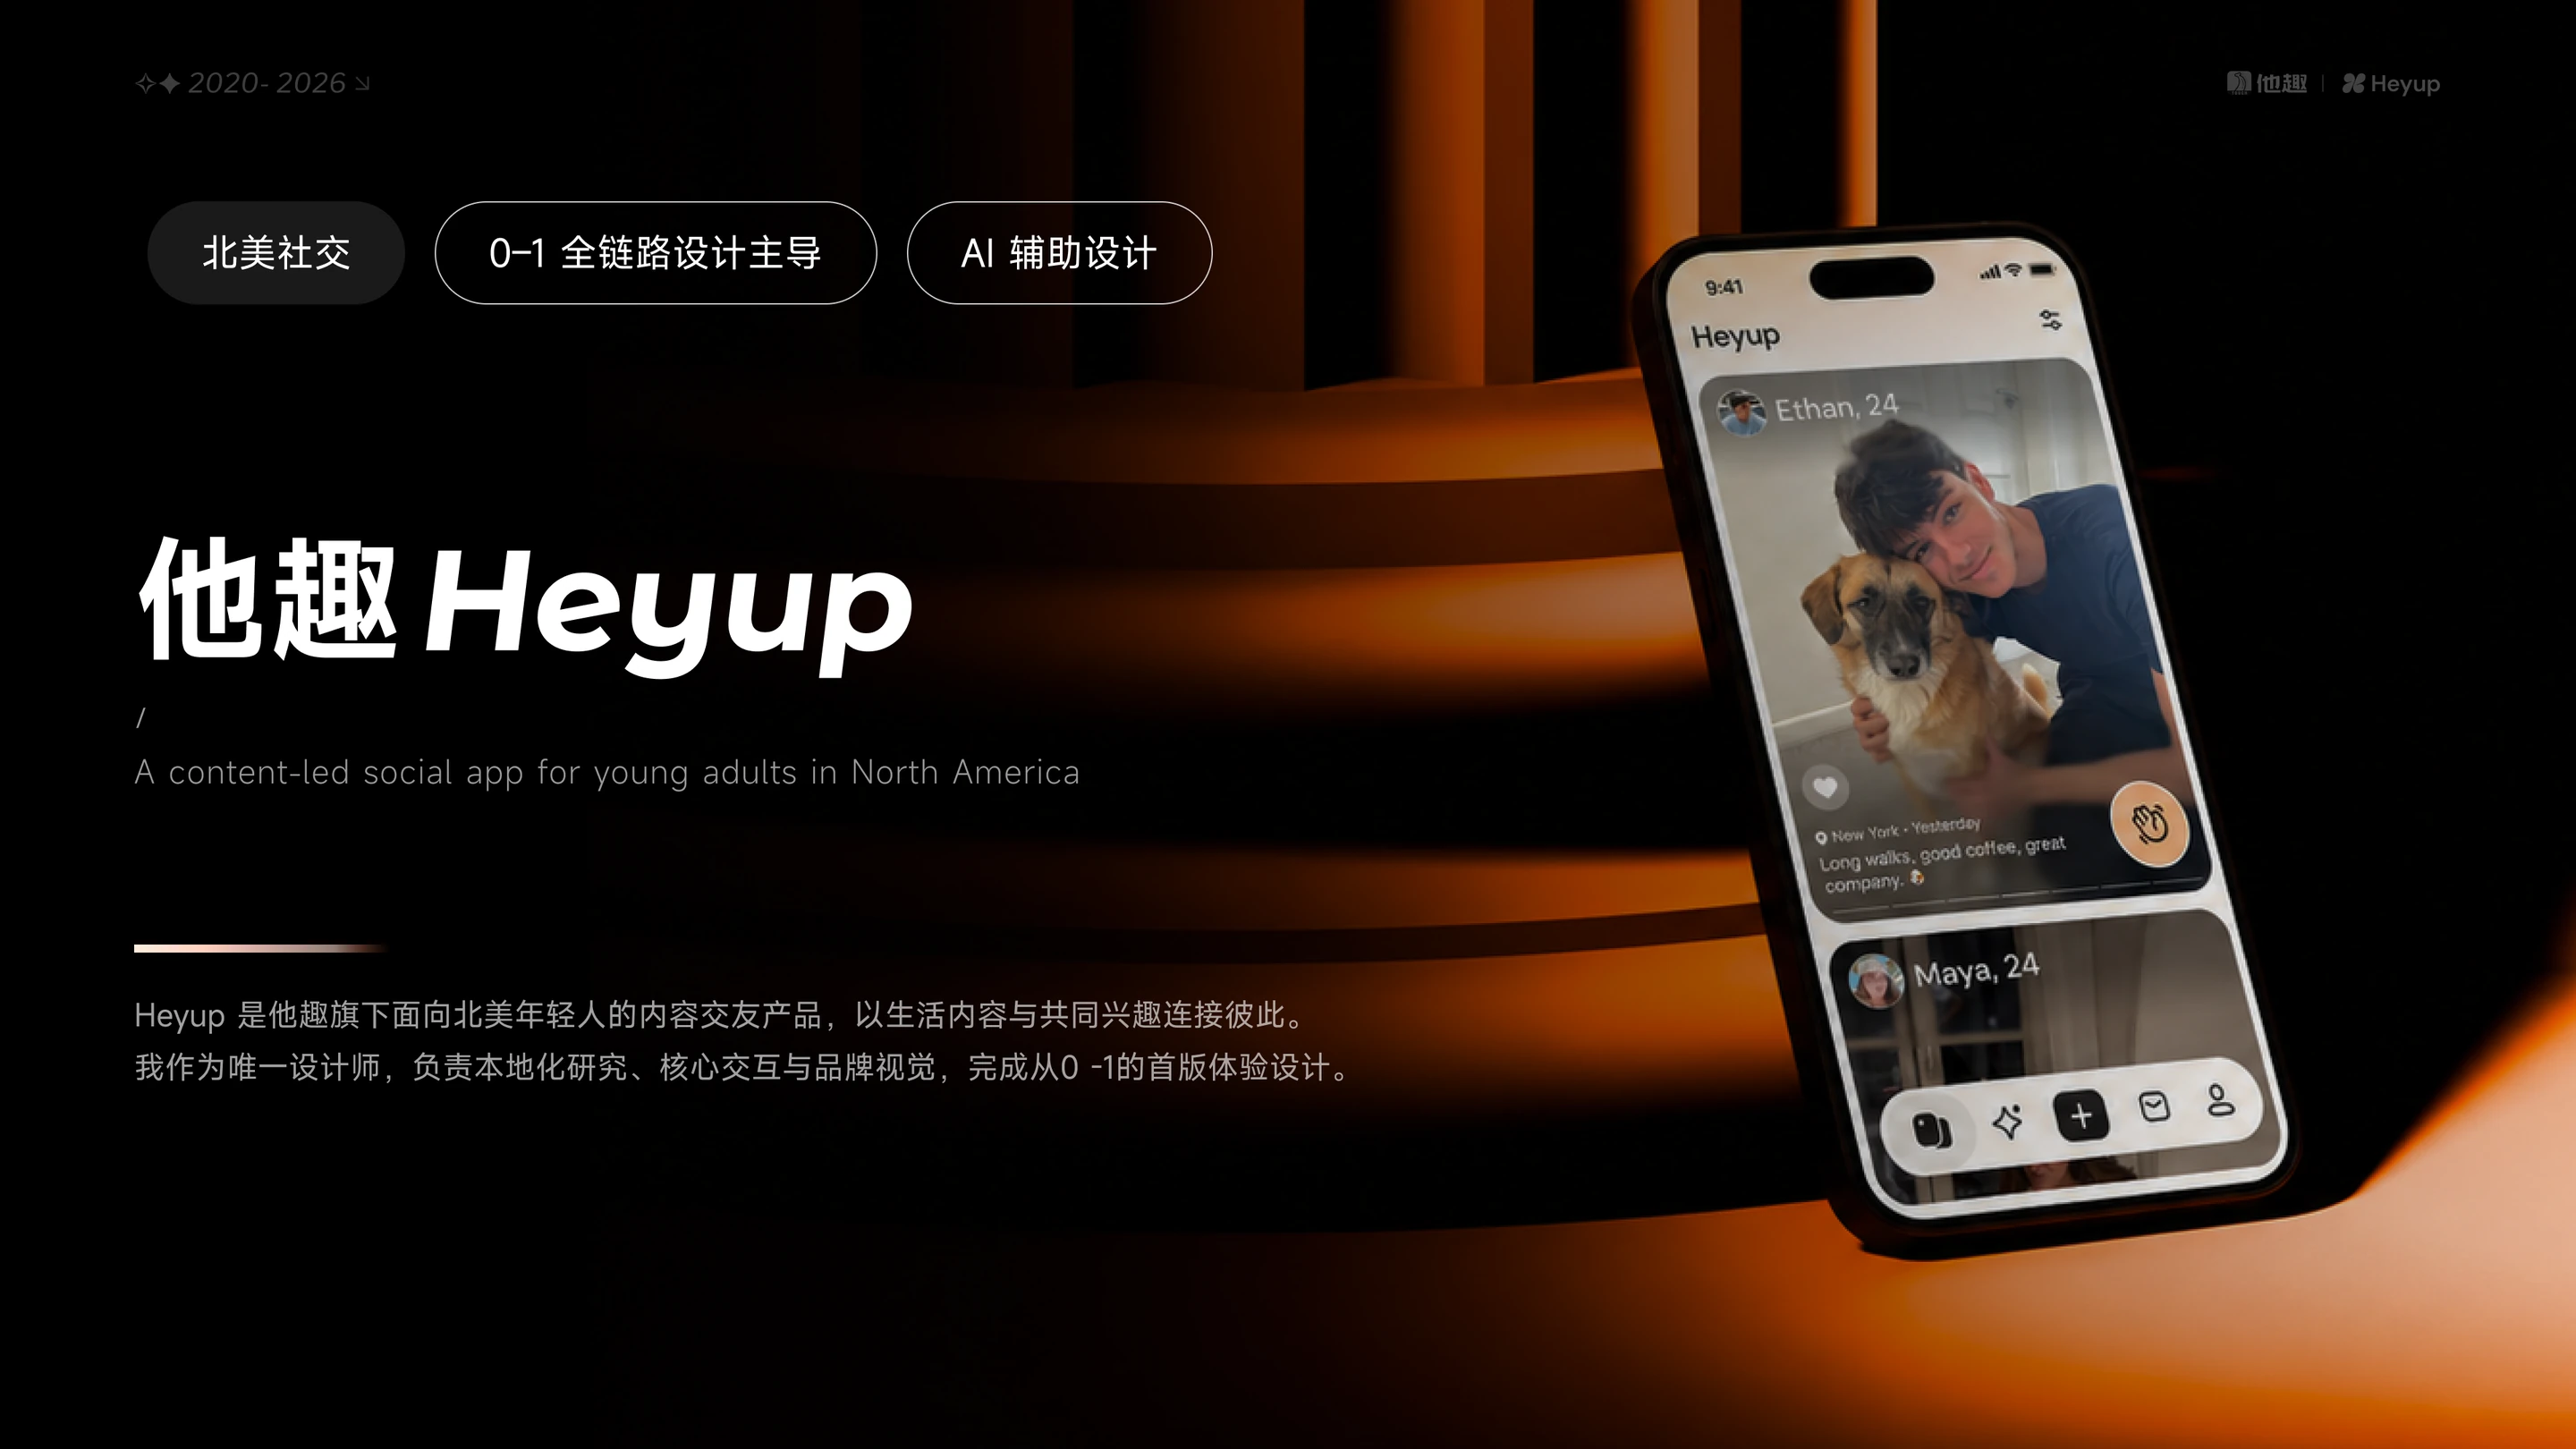 2020- 2026
他趣 | Heyup
北美社交
0–1 全链路设计主导
AI 辅助设计
他趣 Heyup
/
A content-led social app for young adults in North America
Heyup 是他趣旗下面向北美年轻人的内容交友产品，以生活内容与共同兴趣连接彼此。
我作为唯一设计师，负责本地化研究、核心交互与品牌视觉，完成从0 -1的首版体验设计。
9:41
Heyup
Ethan, 24
New York • Yesterday
Long walks, good coffee, great
company.
Maya, 24